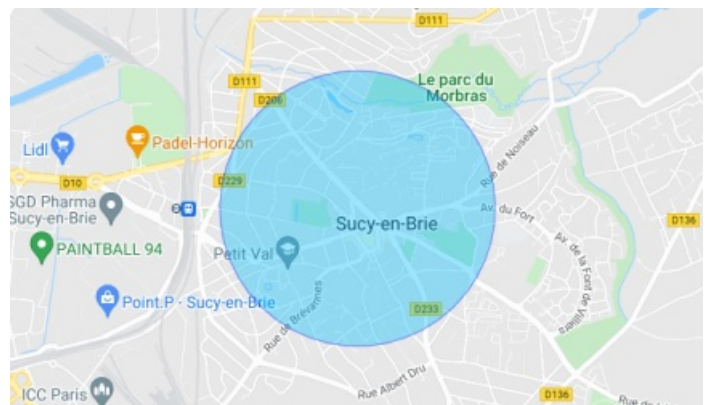 D111
D111
Le parc du
Morbras
D206
Lidl
Padel-Horizon
Rue de Noiseau
D10
D229
SGD Pharma
Sucy-en-Brie
Av. du Fort
D136
Sucy-en-Brie
PAINTBALL 94
Petit Val
Av. de la Font de Villiers
Point.P - Sucy-en-Brie
D233
Rue de Brévannes
Rue Albert Dru
ICC Paris
D136